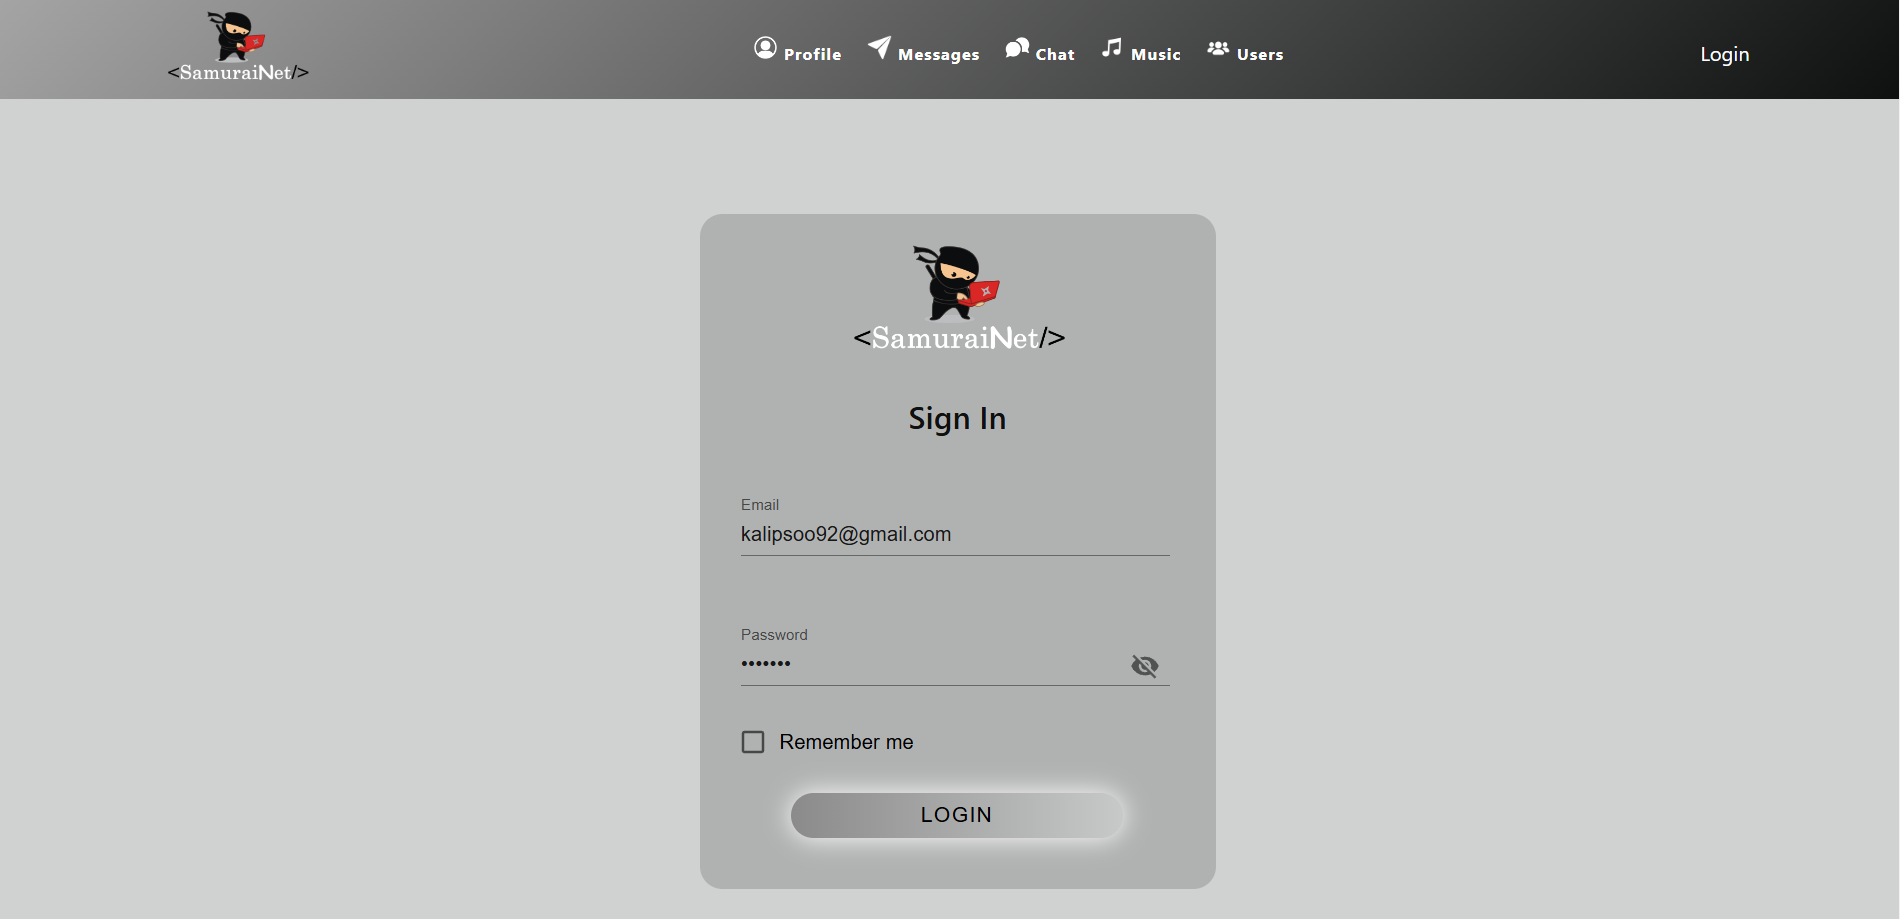 <SamuraiNet/>
Profile Messages Chat Music Users
Login
<SamuraiNet/>
Sign In
Email
kalipsoo92@gmail.com
Password
•••••••
Remember me
LOGIN